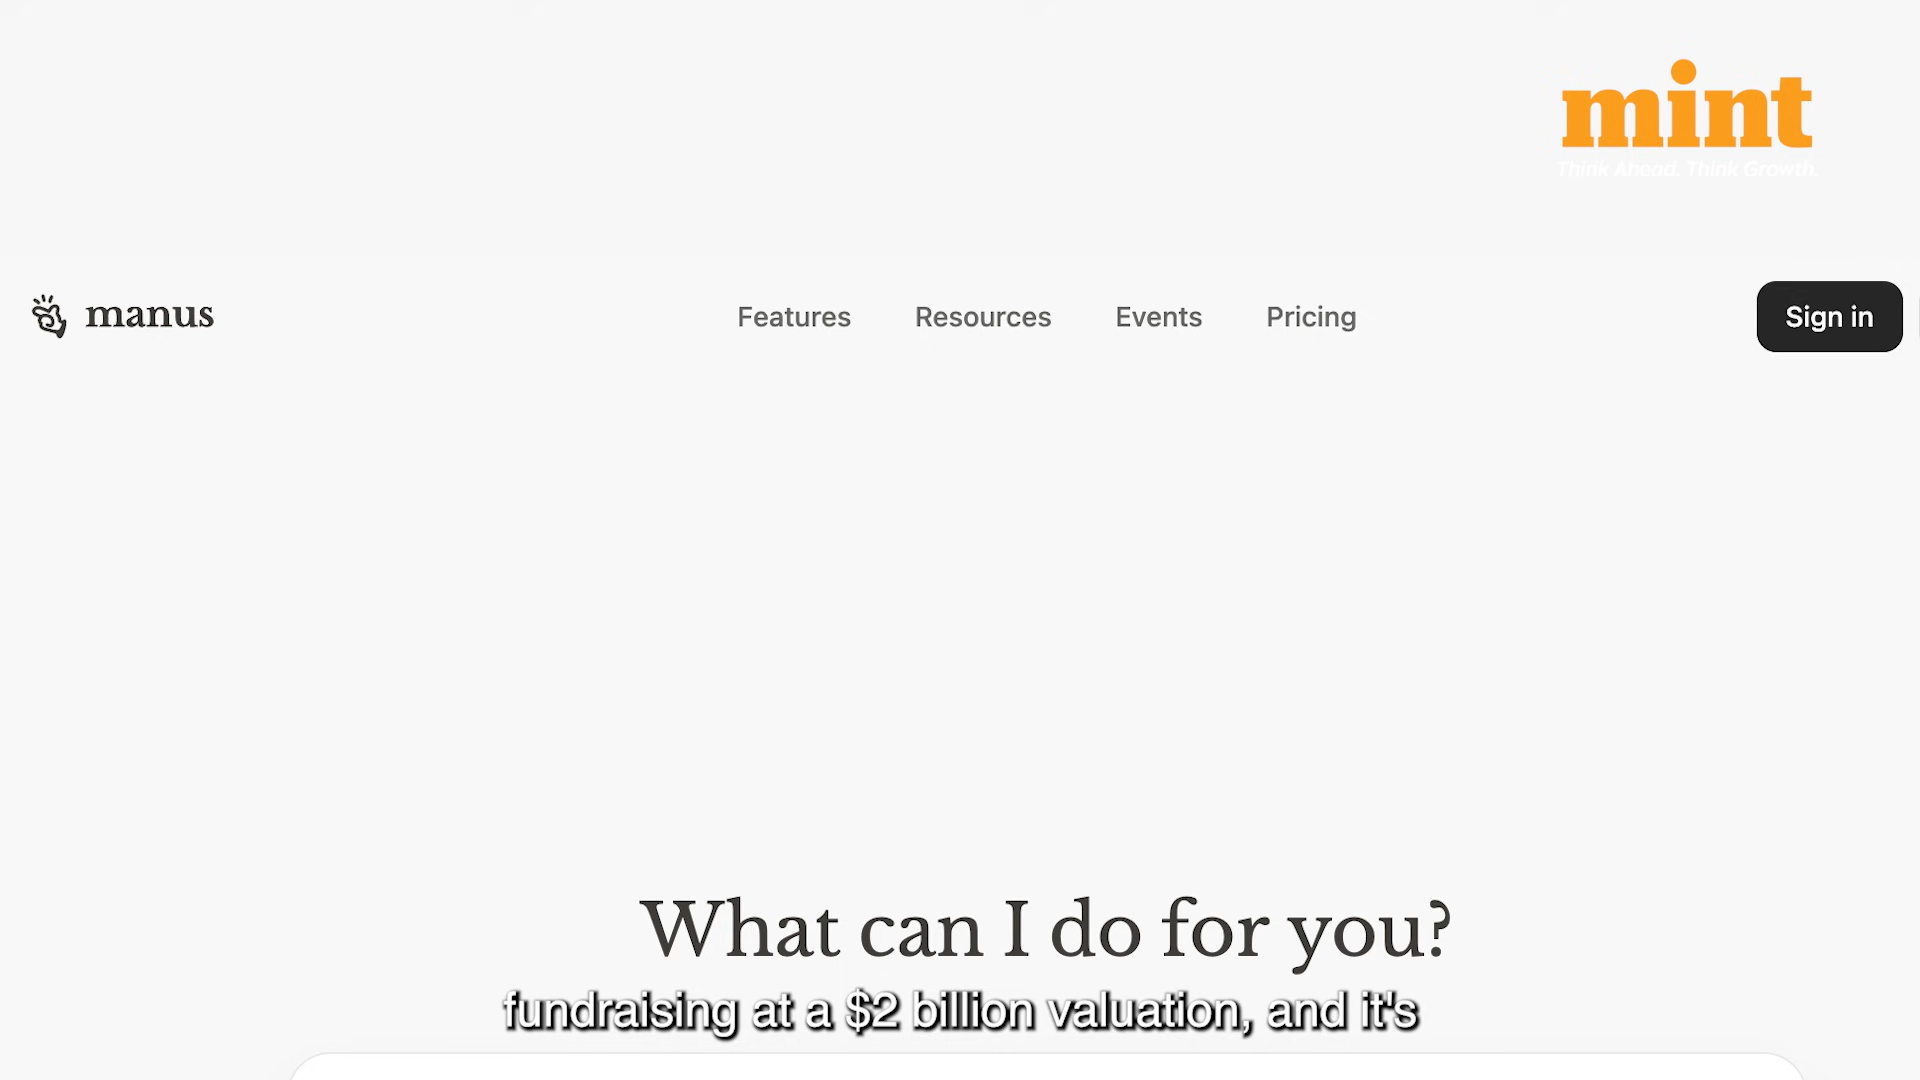 mint
Think Ahead. Think Growth.
manus
Features
Resources
Events
Pricing
Sign in
What can I do for you?
fundraising at a $2 billion valuation, and it's